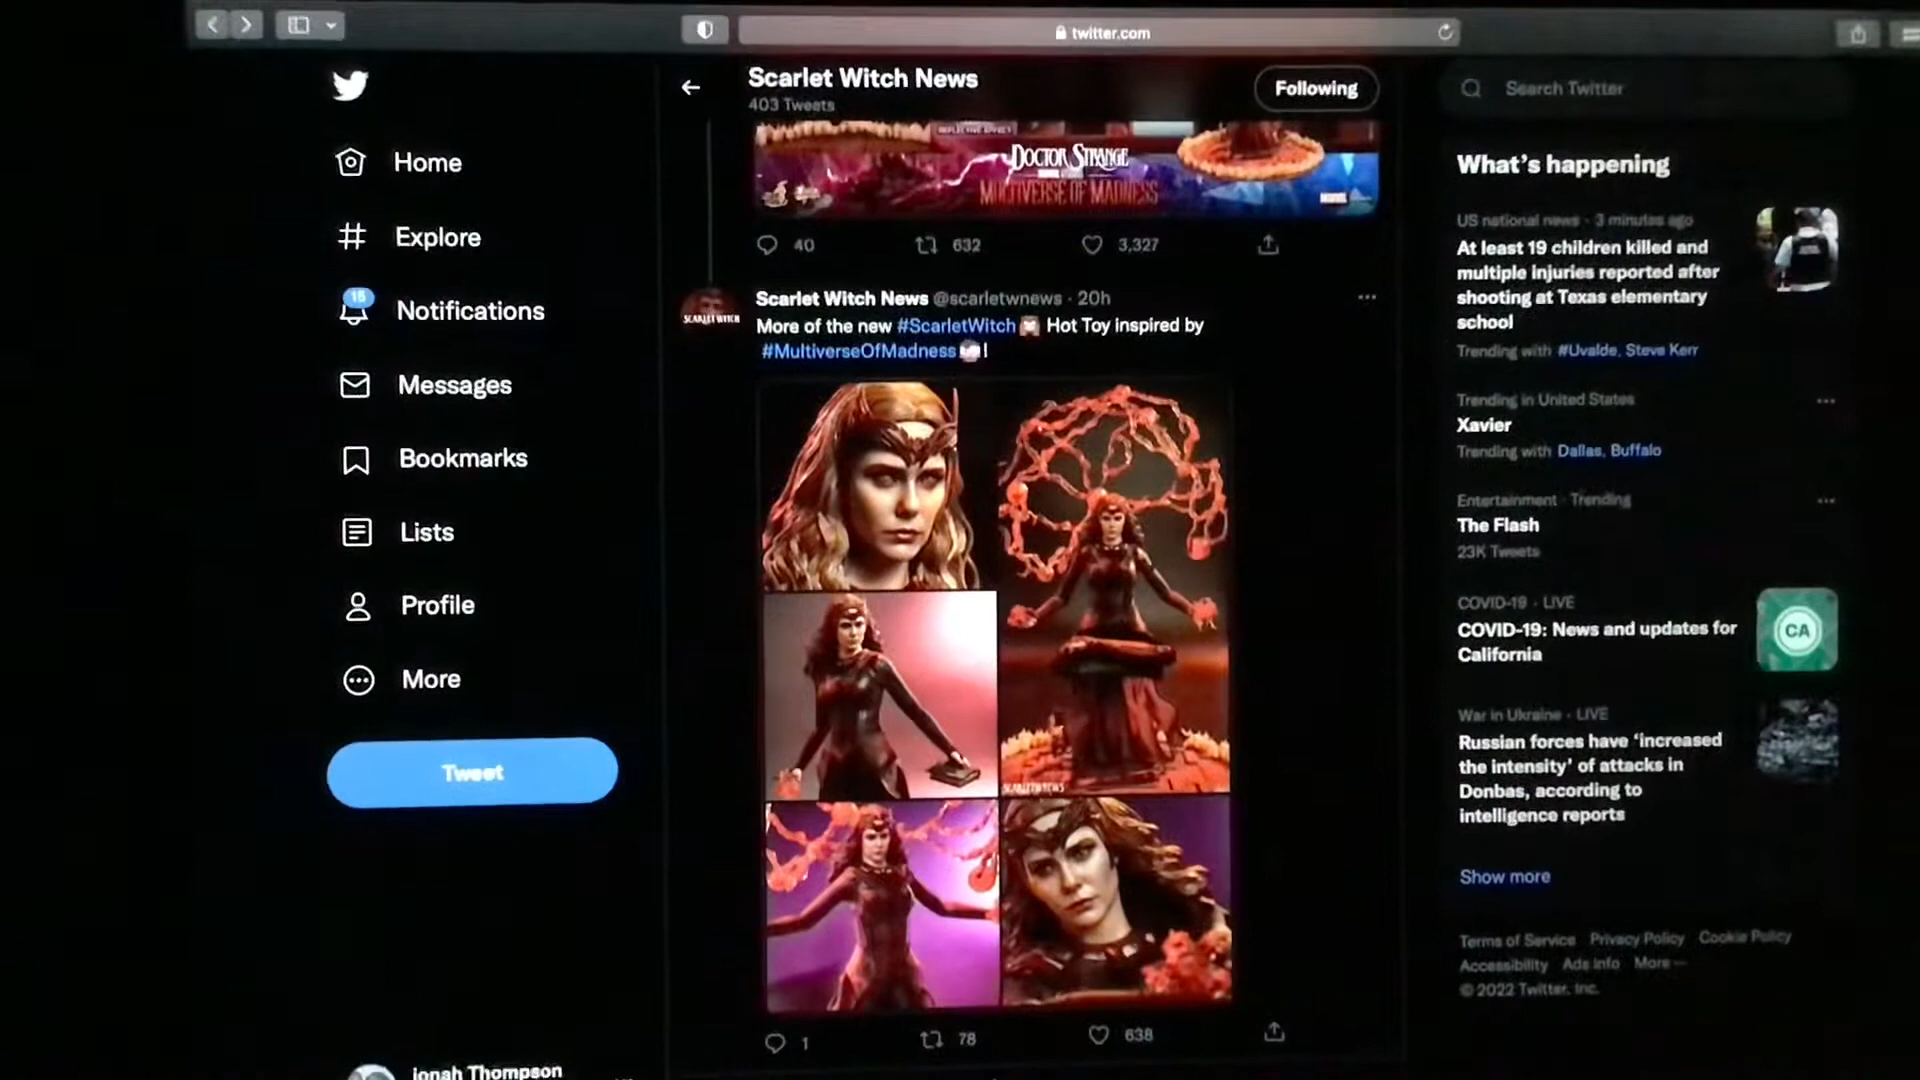 twitter.com
Scarlet Witch News
403 Tweets
Following
Search Twitter
Home
Explore
15
Notifications
Messages
Bookmarks
Lists
Profile
More
Tweet
jonah Thompson
DOCTOR STRANGE
MULTIVERSE OF MADNESS
MARVEL
40
632
3,327
SCARLET WITCH
Scarlet Witch News @scarletwnews · 20h
More of the new #ScarletWitch Hot Toy inspired by
#MultiverseOfMadness !
SCARLETWNEWS
1
78
638
What's happening
US national news · 3 minutes ago
At least 19 children killed and
multiple injuries reported after
shooting at Texas elementary
school
Trending with #Uvalde, Steve Kerr
Trending in United States
Xavier
Trending with Dallas, Buffalo
Entertainment · Trending
The Flash
23K Tweets
COVID-19 · LIVE
COVID-19: News and updates for
California
CA
War in Ukraine · LIVE
Russian forces have 'increased
the intensity' of attacks in
Donbas, according to
intelligence reports
Show more
Terms of Service Privacy Policy Cookie Policy
Accessibility Ads info More ···
© 2022 Twitter, Inc.